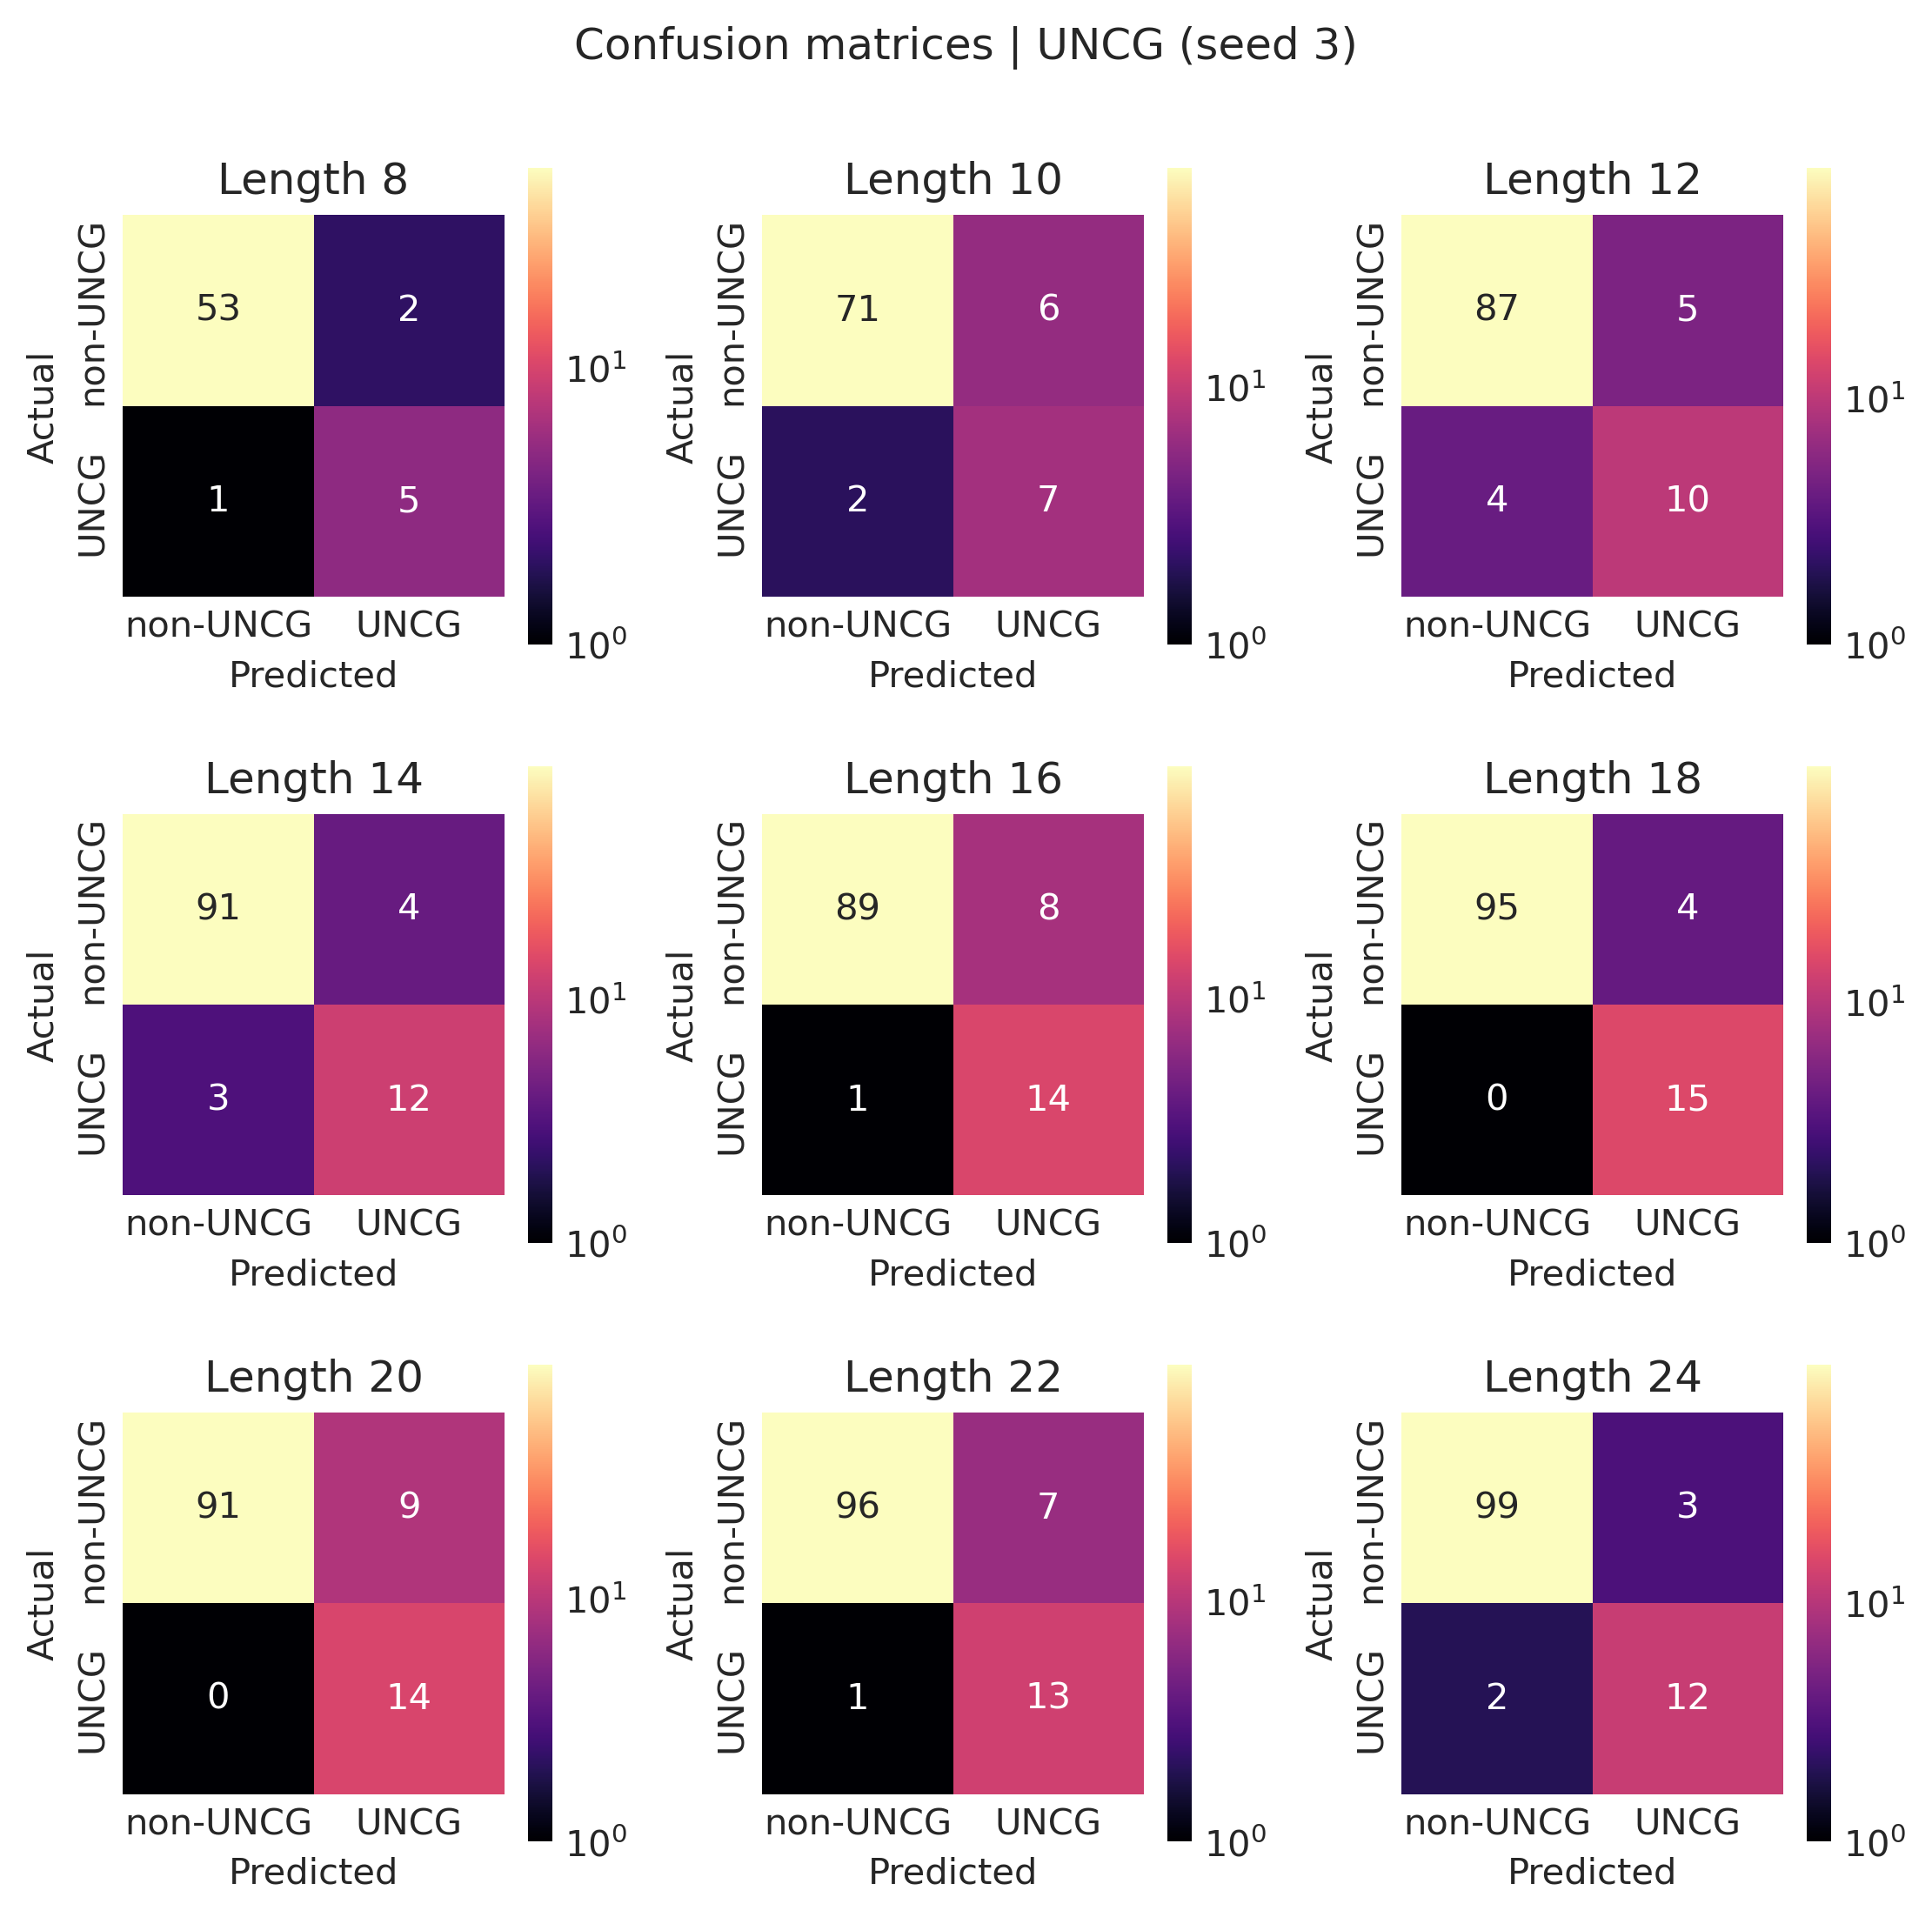 Confusion matrices | UNCG (seed 3)
Length 8
Actual
non-UNCG
UNCG
53
2
1
5
non-UNCG
UNCG
Predicted
10¹
10⁰
Length 10
Actual
non-UNCG
UNCG
71
6
2
7
non-UNCG
UNCG
Predicted
10¹
10⁰
Length 12
Actual
non-UNCG
UNCG
87
5
4
10
non-UNCG
UNCG
Predicted
10¹
10⁰
Length 14
Actual
non-UNCG
UNCG
91
4
3
12
non-UNCG
UNCG
Predicted
10¹
10⁰
Length 16
Actual
non-UNCG
UNCG
89
8
1
14
non-UNCG
UNCG
Predicted
10¹
10⁰
Length 18
Actual
non-UNCG
UNCG
95
4
0
15
non-UNCG
UNCG
Predicted
10¹
10⁰
Length 20
Actual
non-UNCG
UNCG
91
9
0
14
non-UNCG
UNCG
Predicted
10¹
10⁰
Length 22
Actual
non-UNCG
UNCG
96
7
1
13
non-UNCG
UNCG
Predicted
10¹
10⁰
Length 24
Actual
non-UNCG
UNCG
99
3
2
12
non-UNCG
UNCG
Predicted
10¹
10⁰